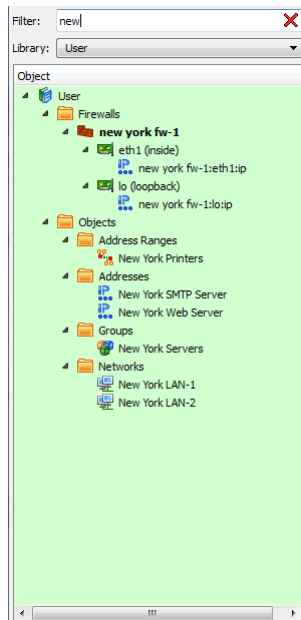 Filter: new
Library: User
Object
User
Firewalls
new york fw-1
eth1 (inside)
new york fw-1:eth1:ip
lo (loopback)
new york fw-1:lo:ip
Objects
Address Ranges
New York Printers
Addresses
New York SMTP Server
New York Web Server
Groups
New York Servers
Networks
New York LAN-1
New York LAN-2